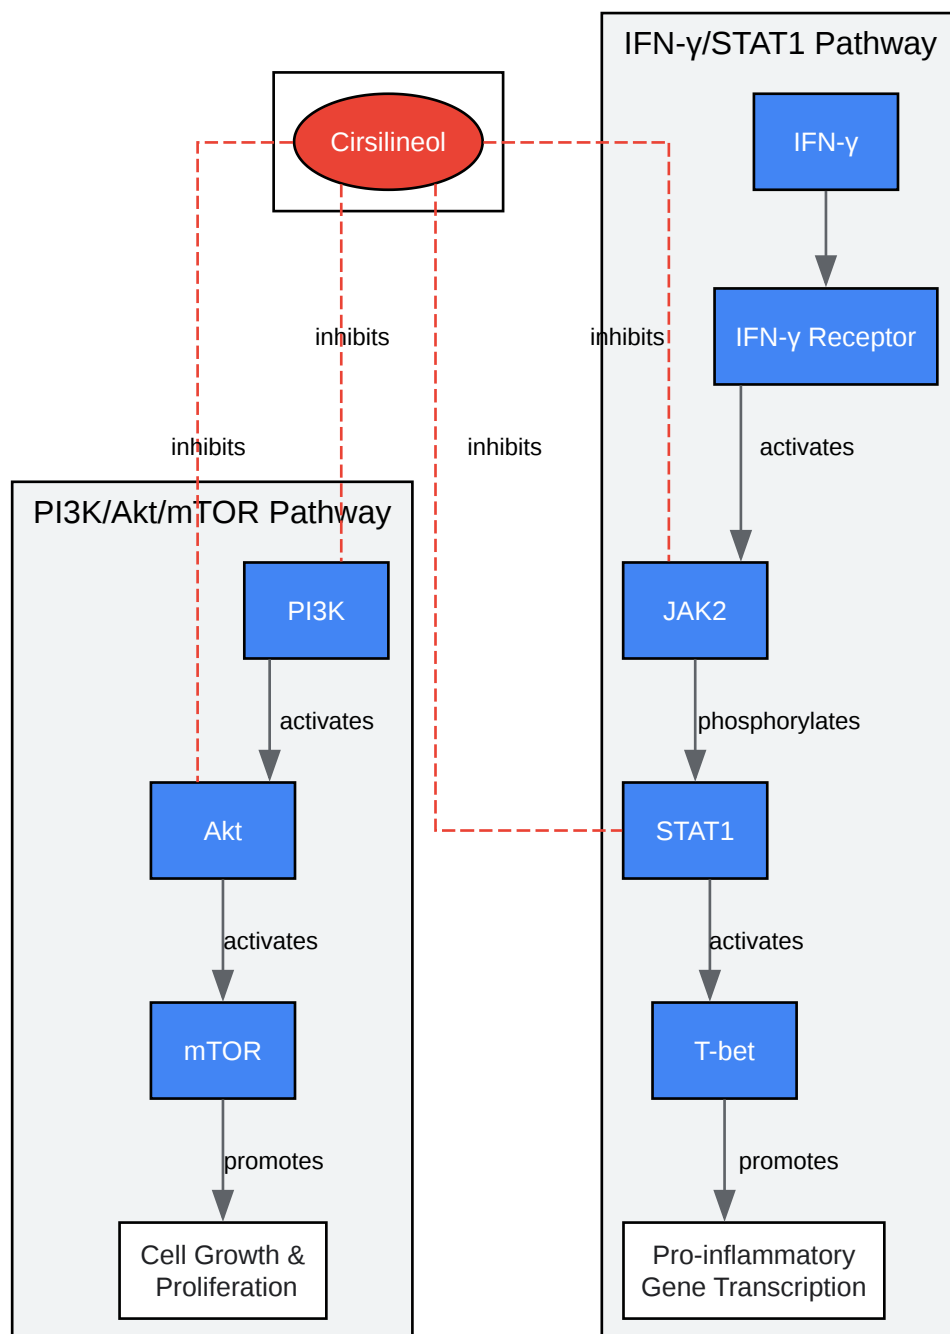 IFN-γ/STAT1 Pathway
Cirsilineol
IFN-γ
inhibits
inhibits
IFN-γ Receptor
inhibits
inhibits
activates
PI3K/Akt/mTOR Pathway
PI3K
JAK2
activates
phosphorylates
Akt
STAT1
activates
activates
mTOR
T-bet
promotes
promotes
Cell Growth &
Proliferation
Pro-inflammatory
Gene Transcription